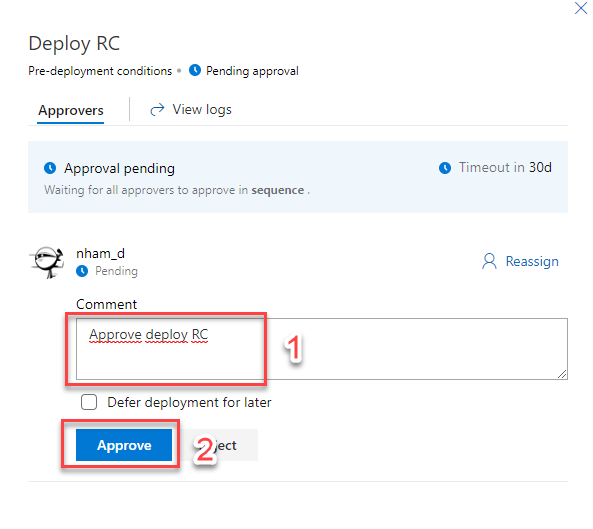 Deploy RC
Pre-deployment conditions • Pending approval
Approvers View logs
Approval pending Timeout in 30d
Waiting for all approvers to approve in sequence .
nham_d Reassign
Pending
Comment
Approve deploy RC 1
Defer deployment for later
Approve 2